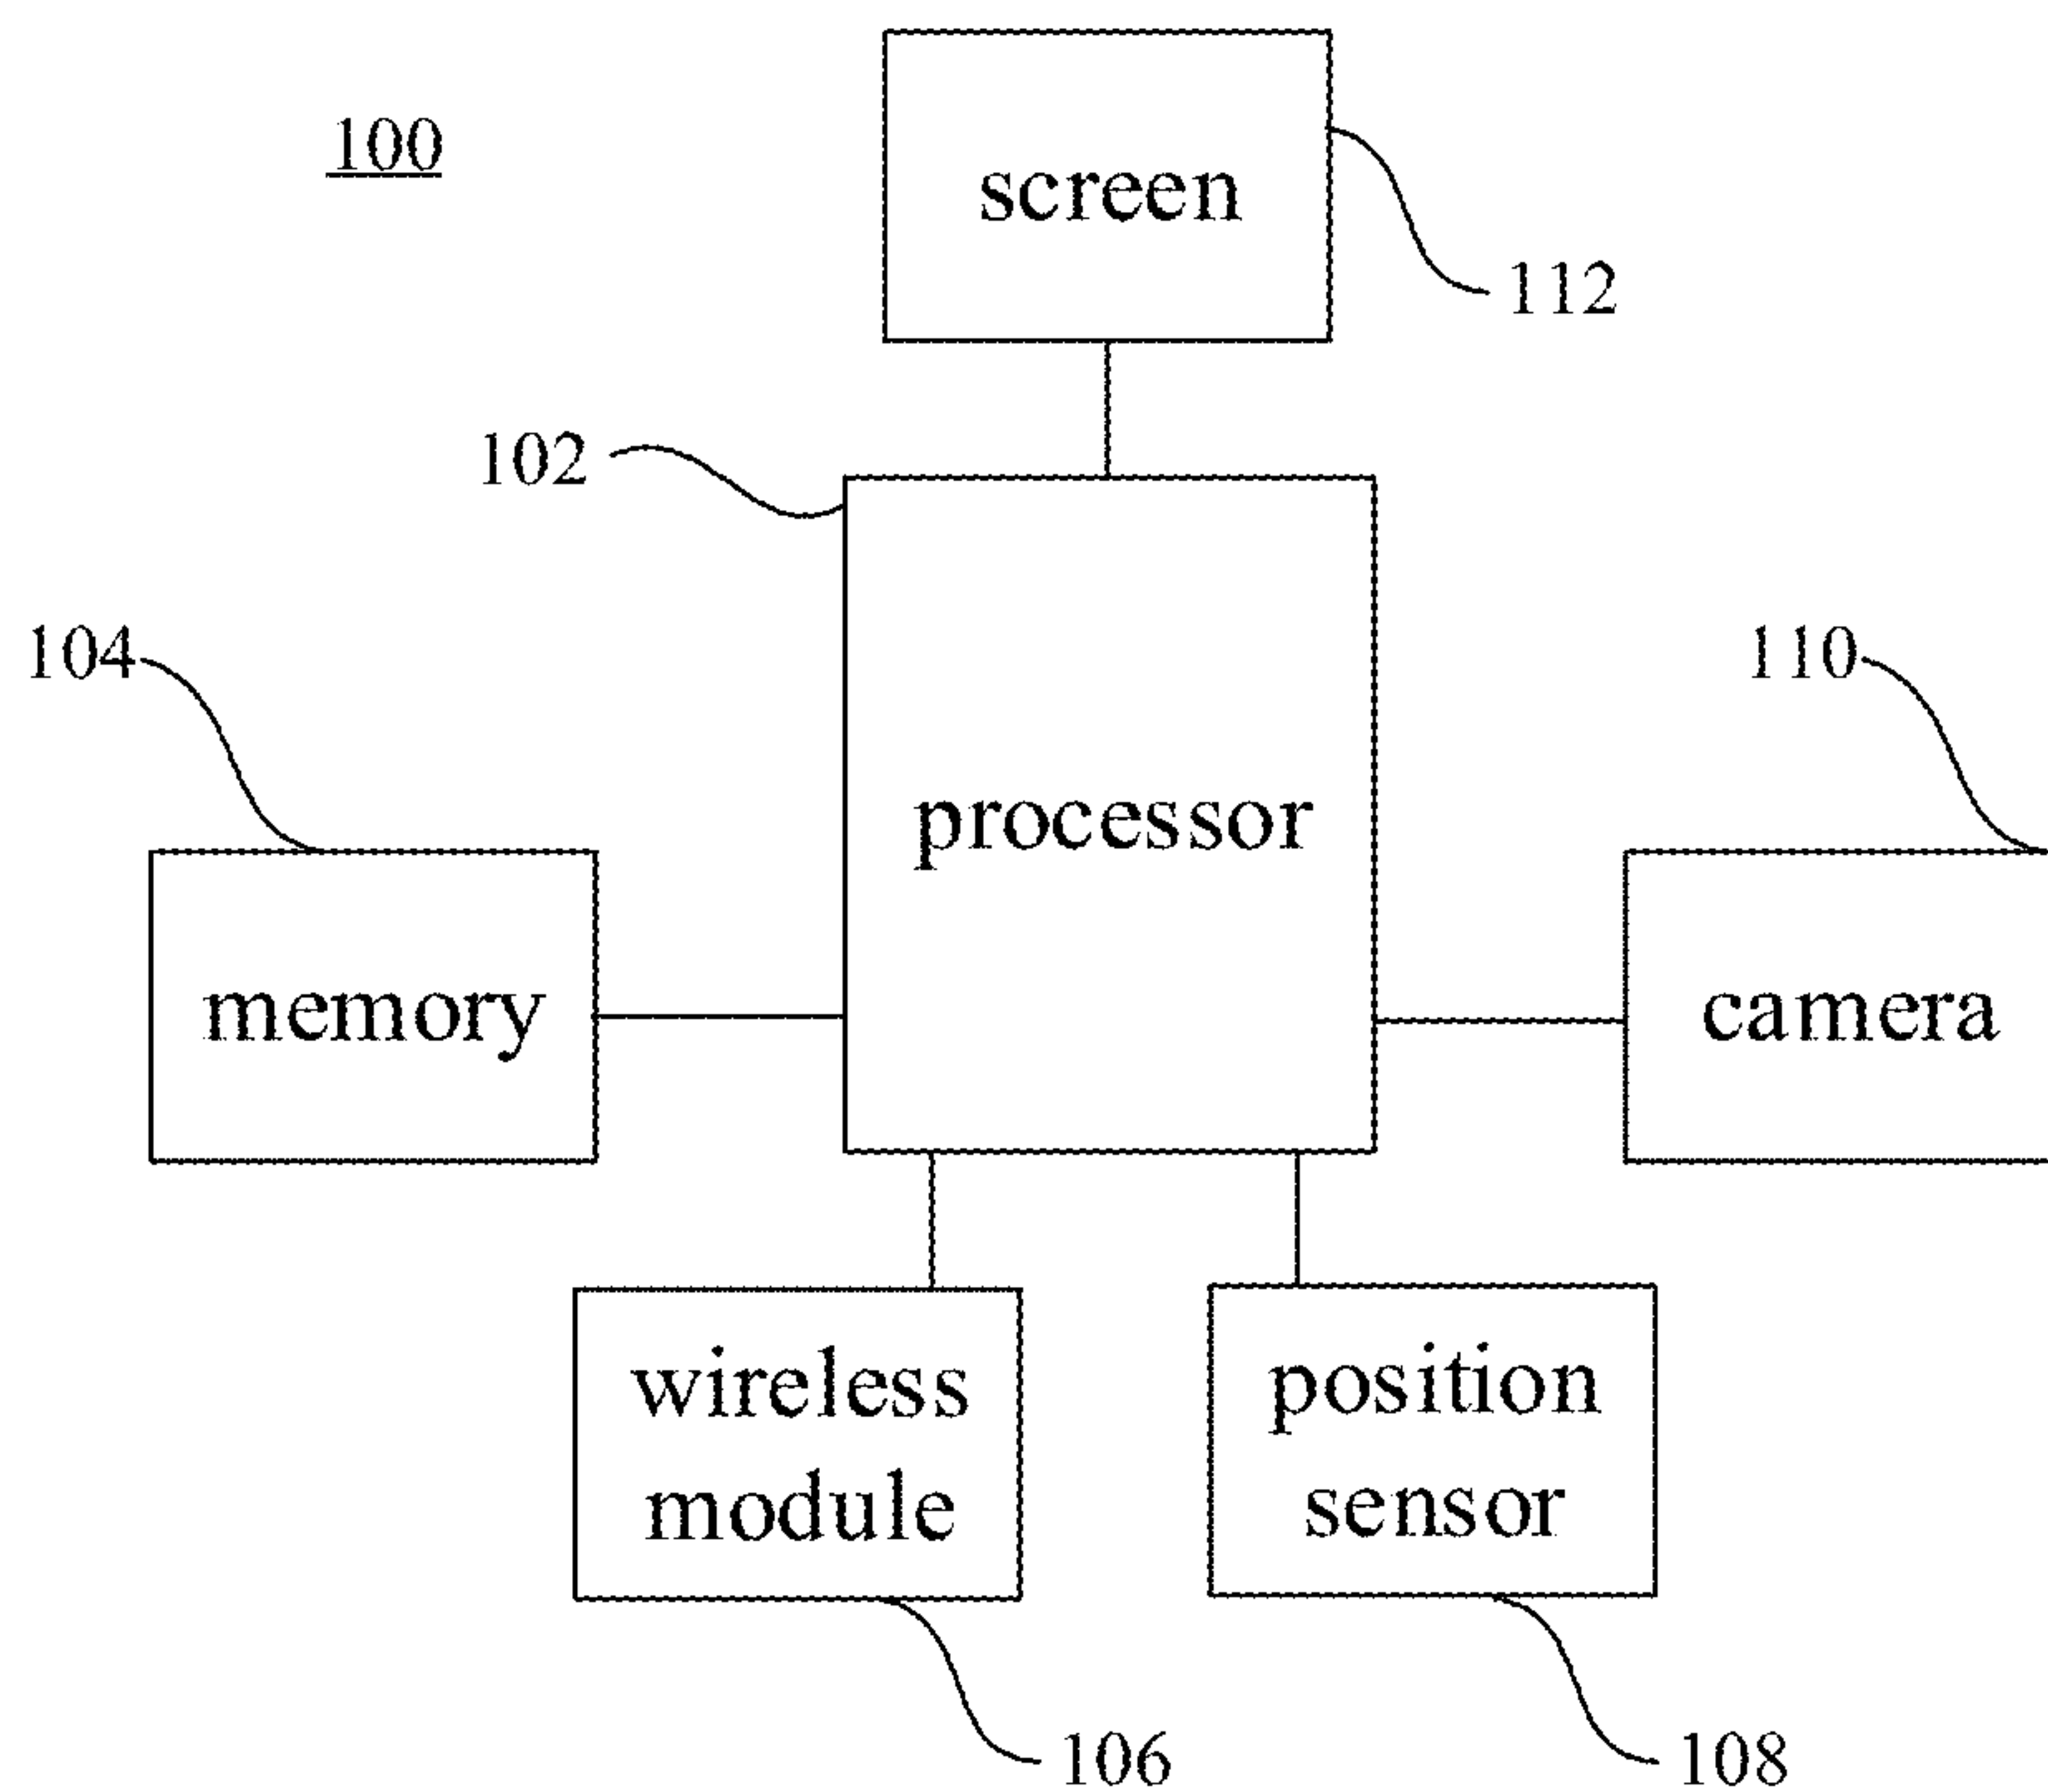 100
screen
112
102
processor
104
110
memory
camera
wireless
module
position
sensor
106
108